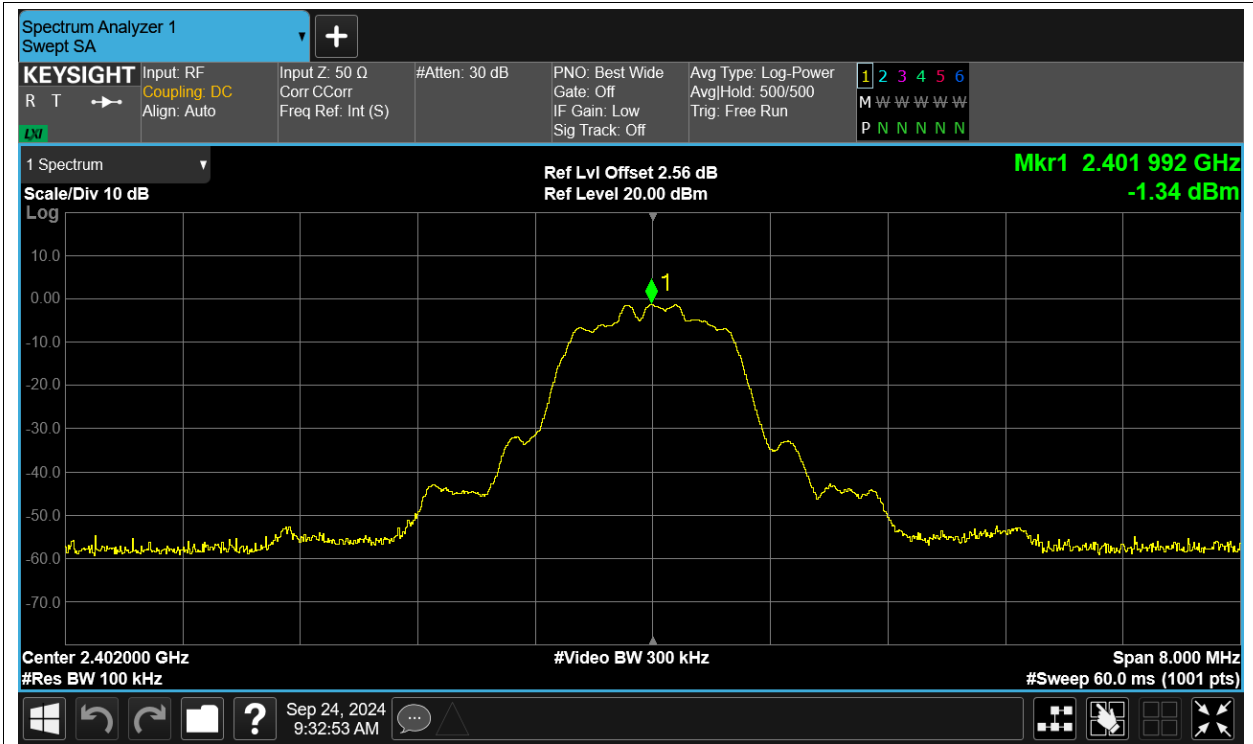 Spectrum Analyzer 1
Swept SA
KEYSIGHT
R T
LXI
Input: RF
Coupling: DC
Align: Auto
Input Z: 50 Ω
Corr CCorr
Freq Ref: Int (S)
#Atten: 30 dB
PNO: Best Wide
Gate: Off
IF Gain: Low
Sig Track: Off
Avg Type: Log-Power
Avg|Hold: 500/500
Trig: Free Run
1 2 3 4 5 6
M W W W W W
P N N N N N
1 Spectrum
Scale/Div 10 dB
Log
Ref Lvl Offset 2.56 dB
Ref Level 20.00 dBm
Mkr1 2.401 992 GHz
-1.34 dBm
1
10.0
0.00
-10.0
-20.0
-30.0
-40.0
-50.0
-60.0
-70.0
Center 2.402000 GHz
#Res BW 100 kHz
#Video BW 300 kHz
Span 8.000 MHz
#Sweep 60.0 ms (1001 pts)
?
Sep 24, 2024
9:32:53 AM